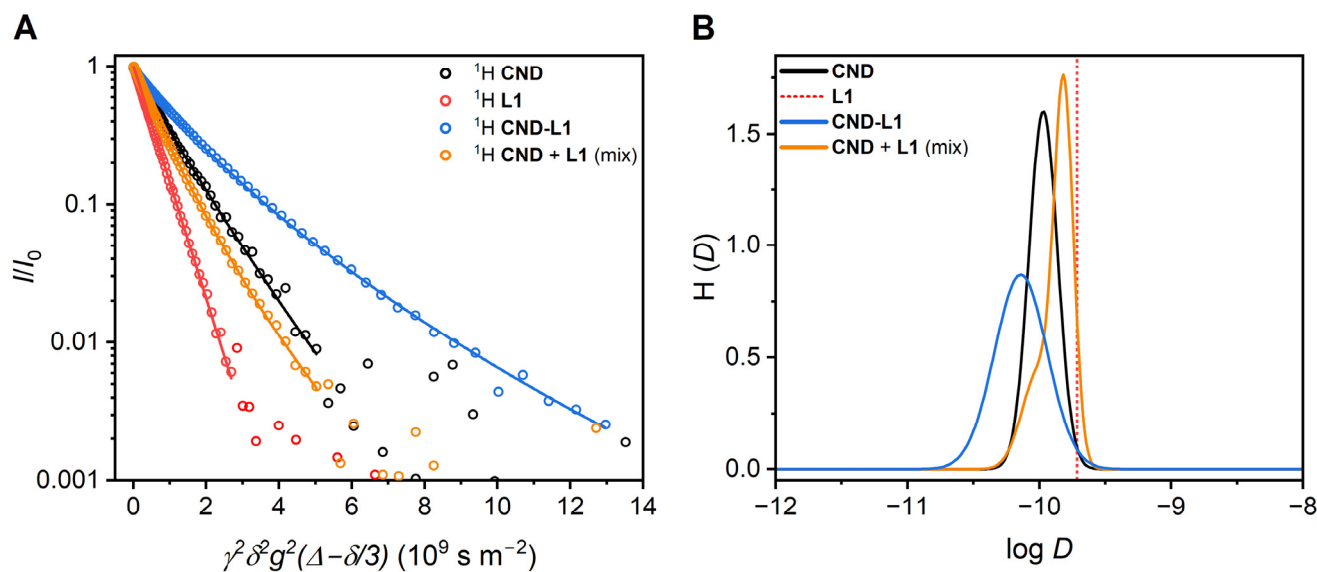 A
1
0.1
0.01
0.001
I/I₀
¹H CND
¹H L1
¹H CND-L1
¹H CND + L1 (mix)
0 2 4 6 8 10 12 14
γ²δ²g²(Δ−δ/3) (10⁹ s m⁻²)
B
1.5
1.0
0.5
0.0
H (D)
CND
L1
CND-L1
CND + L1 (mix)
−12 −11 −10 −9 −8
log D